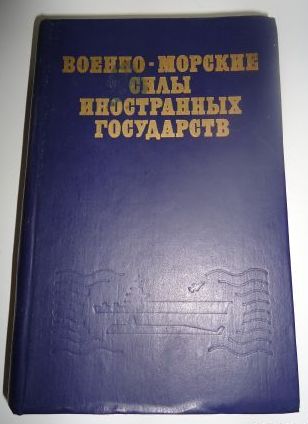 ВОЕННО-МОРСКИЕ
СИЛЫ
ИНОСТРАННЫХ
ГОСУДАРСТВ